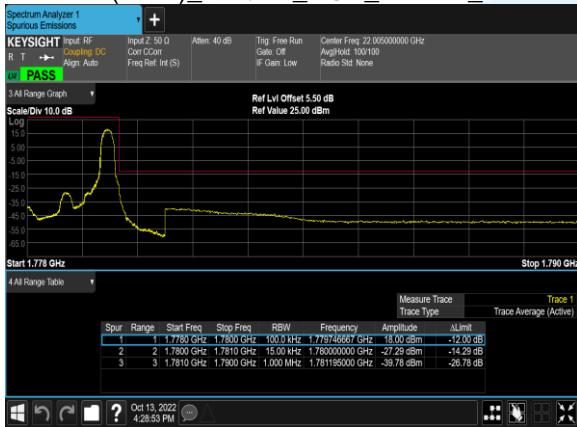 Spectrum Analyzer 1
Spurious Emissions
+
KEYSIGHT Input: RF Input Z: 50 Ω Atten: 40 dB Trig: Free Run Center Freq: 22.005000000 GHz
R T Coupling: DC Corr CCorr Gate: Off Avg|Hold: 100/100
Align: Auto Freq Ref: Int (S) IF Gain: Low Radio Std: None
PASS
3 All Range Graph
Ref Lvl Offset 5.50 dB
Scale/Div 10.0 dB Ref Value 25.00 dBm
Log
15.0
5.00
-5.00
-15.0
-25.0
-35.0
-45.0
-55.0
-65.0
Start 1.778 GHz Stop 1.790 GHz
4 All Range Table
Measure Trace Trace 1
Trace Type Trace Average (Active)
Spur Range Start Freq Stop Freq RBW Frequency Amplitude ΔLimit
1 1 1.7780 GHz 1.7800 GHz 100.0 kHz 1.779746667 GHz 18.00 dBm -12.00 dB
2 2 1.7800 GHz 1.7810 GHz 15.00 kHz 1.780000000 GHz -27.29 dBm -14.29 dB
3 3 1.7810 GHz 1.7900 GHz 1.000 MHz 1.781195000 GHz -39.78 dBm -26.78 dB
? Oct 13, 2022
4:28:53 PM